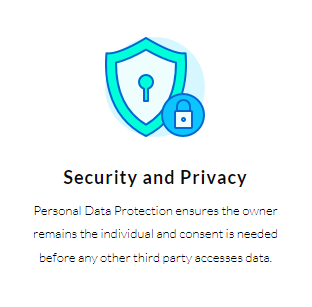 Security and Privacy
Personal Data Protection ensures the owner
remains the individual and consent is needed
before any other third party accesses data.